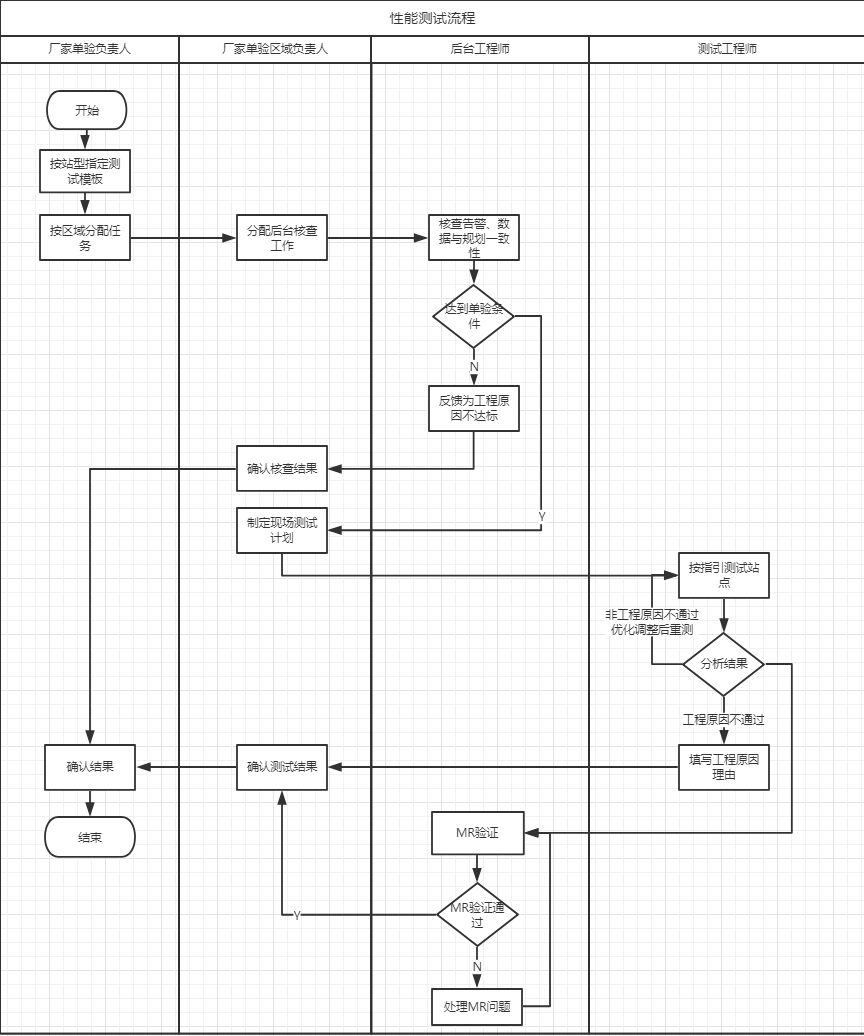 性能测试流程
厂家单验负责人
厂家单验区域负责人
后台工程师
测试工程师
开始
按站型指定测
试模板
按区域分配任
务
分配后台核查
工作
核查告警、数
据与规划一致
性
达到单验条
件
N
反馈为工程原
因不达标
确认核查结果
制定现场测试
计划
Y
按指引测试站
点
非工程原因不通过
优化调整后重测
分析结果
工程原因不通过
确认结果
确认测试结果
填写工程原因
理由
结束
MR验证
MR验证通
过
Y
N
处理MR问题